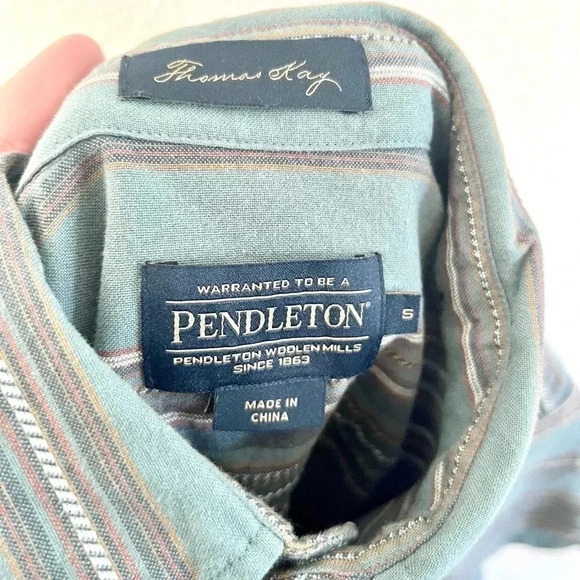 Thomas Kay
WARRANTED TO BE A
PENDLETON®
S
PENDLETON WOOLEN MILLS
SINCE 1863
MADE IN
CHINA